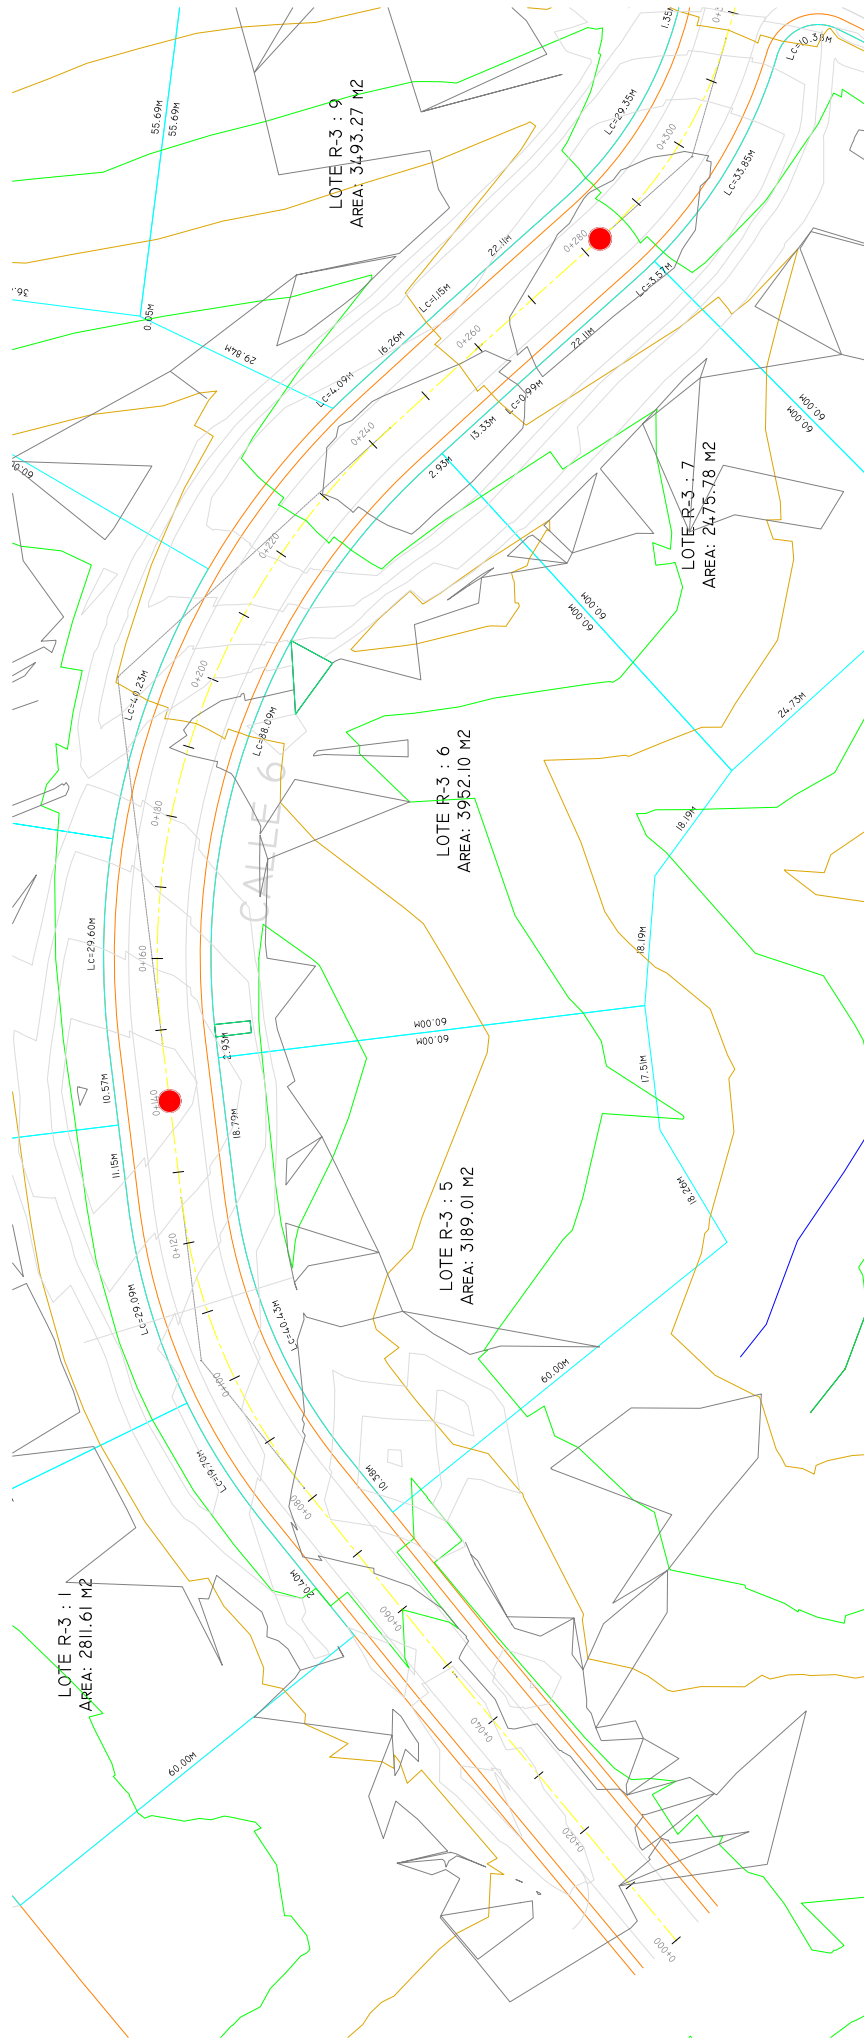 1.35M
Lc=10.38M
55.69M
55.69M
Lc=29.35M
0+300
LOTE R-3 : 9
AREA: 3493.27 M2
Lc=33.85M
0+280
22.11M
Lc=3.57M
Lc=1.15M
0.05M
29.84M
16.26M
0+260
22.11M
Lc=4.09M
Lc=0.99M
60.00M
60.00M
0+240
13.33M
2.93M
LOTE R-3 : 7
AREA: 2475.78 M2
0+220
60.00M
60.00M
0+200
Lc=40.23M
24.73M
Lc=88.09M
LOTE R-3 : 6
AREA: 3952.10 M2
0+180
18.19M
CALLE 6
Lc=29.60M
0+160
18.19M
60.00M
60.00M
2.93M
17.51M
10.57M
0+140
18.79M
11.15M
18.26M
LOTE R-3 : 5
AREA: 3189.01 M2
0+120
Lc=29.09M
Lc=40.43M
60.00M
0+100
Lc=19.70M
10.38M
0+080
20.40M
0+060
LOTE R-3 : 1
AREA: 2811.61 M2
0+040
60.00M
0+020
0+000